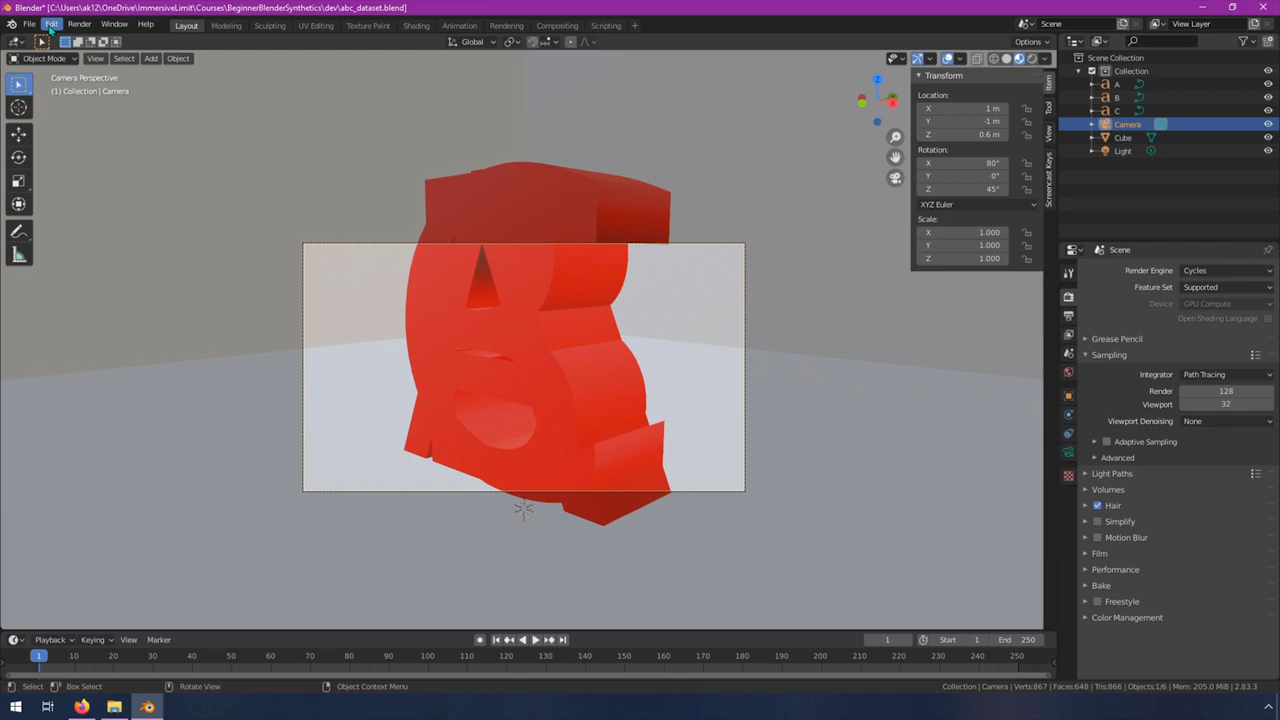 Blender* [C:\Users\ak12\OneDrive\ImmersiveLimit\Courses\BeginnerBlenderSynthetics\dev\abc_dataset.blend]
File Edit Render Window Help Layout Modeling Sculpting UV Editing Texture Paint Shading Animation Rendering Compositing Scripting + Scene View Layer
Global Options
Object Mode View Select Add Object
Camera Perspective
(1) Collection | Camera
Transform
Location:
X 1 m
Y -1 m
Z 0.6 m
Rotation:
X 80°
Y 0°
Z 45°
XYZ Euler
Scale:
X 1.000
Y 1.000
Z 1.000
Item
Tool
View
Screencast Keys
Scene Collection
Collection
A
B
C
Camera
Cube
Light
Scene
Render Engine Cycles
Feature Set Supported
Device GPU Compute
Open Shading Language
Grease Pencil
Sampling
Integrator Path Tracing
Render 128
Viewport 32
Viewport Denoising None
Adaptive Sampling
Advanced
Light Paths
Volumes
Hair
Simplify
Motion Blur
Film
Performance
Bake
Freestyle
Color Management
Playback Keying View Marker 1 Start 1 End 250
1 10 20 30 40 50 60 70 80 90 100 110 120 130 140 150 160 170 180 190 200 210 220 230 240 250
Select Box Select Rotate View Object Context Menu Collection | Camera | Verts:867 | Faces:648 | Tris:866 | Objects:1/6 | Mem: 205.0 MiB | 2.83.3